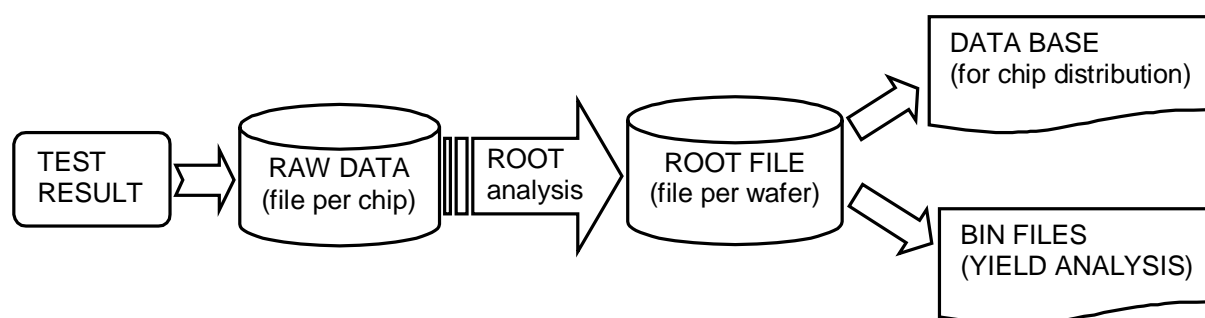 TEST
RESULT
RAW DATA
(file per chip)
ROOT
analysis
ROOT FILE
(file per wafer)
DATA BASE
(for chip distribution)
BIN FILES
(YIELD ANALYSIS)